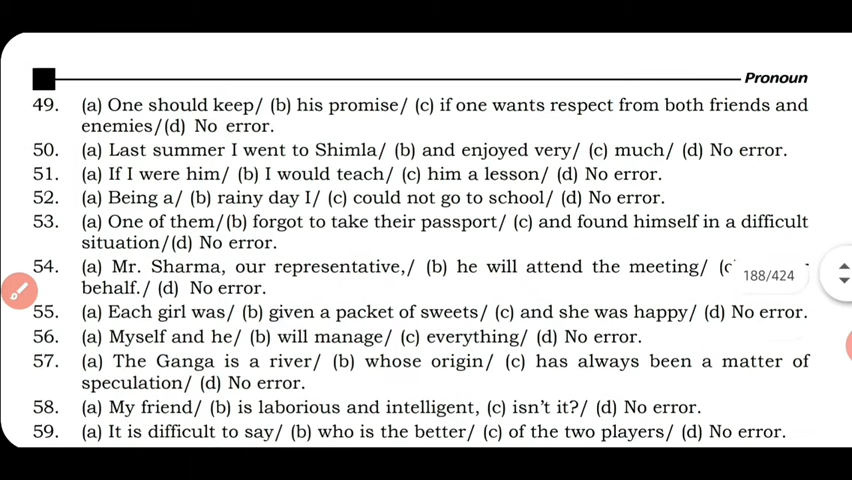 Pronoun
49. (a) One should keep/ (b) his promise/ (c) if one wants respect from both friends and
enemies/(d) No error.
50. (a) Last summer I went to Shimla/ (b) and enjoyed very/ (c) much/ (d) No error.
51. (a) If I were him/ (b) I would teach/ (c) him a lesson/ (d) No error.
52. (a) Being a/ (b) rainy day I/ (c) could not go to school/ (d) No error.
53. (a) One of them/(b) forgot to take their passport/ (c) and found himself in a difficult
situation/(d) No error.
54. (a) Mr. Sharma, our representative,/ (b) he will attend the meeting/
188/424
behalf./ (d) No error.
55. (a) Each girl was/ (b) given a packet of sweets/ (c) and she was happy/ (d) No error.
56. (a) Myself and he/ (b) will manage/ (c) everything/ (d) No error.
57. (a) The Ganga is a river/ (b) whose origin/ (c) has always been a matter of
speculation/ (d) No error.
58. (a) My friend/ (b) is laborious and intelligent, (c) isn't it?/ (d) No error.
59. (a) It is difficult to say/ (b) who is the better/ (c) of the two players/ (d) No error.